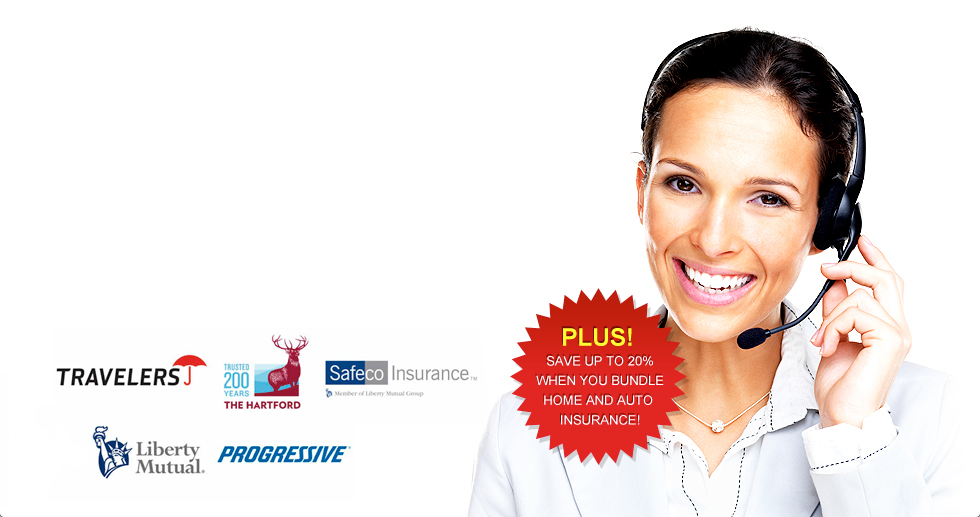 TRAVELERS
TRUSTED
200
YEARS
THE HARTFORD
Safeco Insurance™
Member of Liberty Mutual Group
Liberty
Mutual®
PROGRESSIVE
PLUS!
SAVE UP TO 20%
WHEN YOU BUNDLE
HOME AND AUTO
INSURANCE!